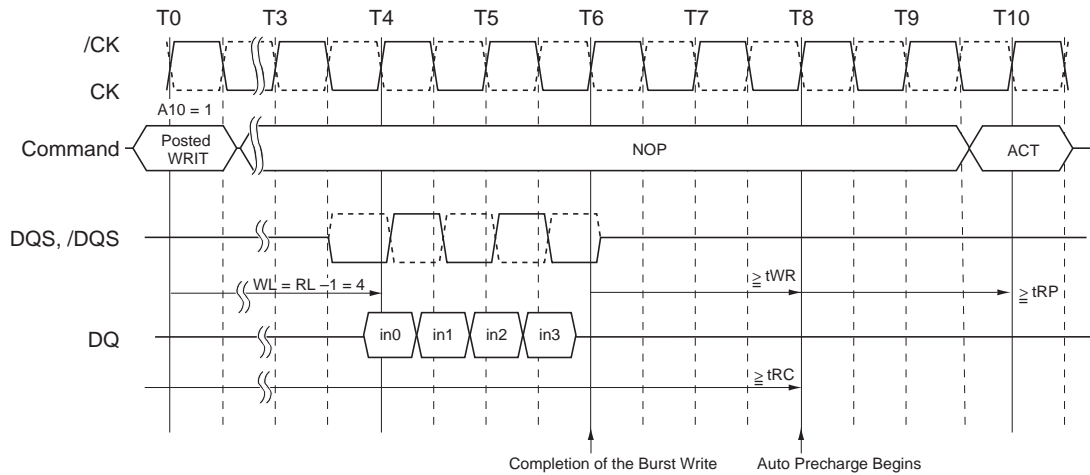 T0 T3 T4 T5 T6 T7 T8 T9 T10
/CK
CK
A10 = 1
Command
Posted
WRIT
NOP
ACT
DQS, /DQS
WL = RL –1 = 4
≧ tWR
≧ tRP
DQ
in0 in1 in2 in3
≧ tRC
Completion of the Burst Write
Auto Precharge Begins